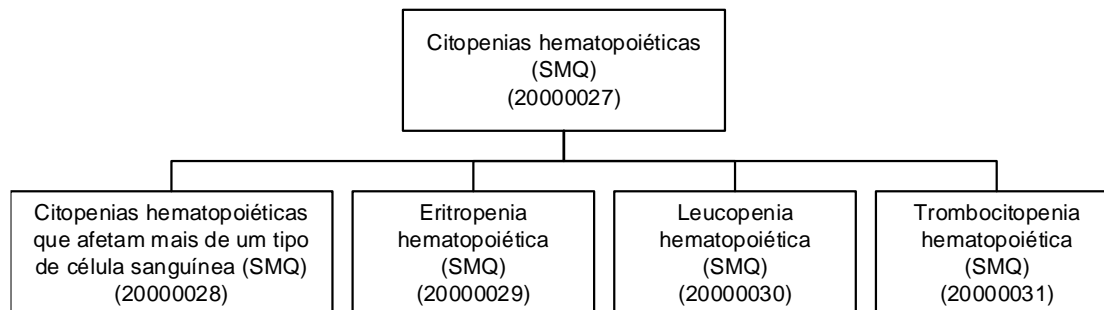 Citopenias hematopoiéticas
(SMQ)
(20000027)
Citopenias hematopoiéticas
que afetam mais de um tipo
de célula sanguínea (SMQ)
(20000028)
Eritropenia
hematopoiética
(SMQ)
(20000029)
Leucopenia
hematopoiética
(SMQ)
(20000030)
Trombocitopenia
hematopoiética
(SMQ)
(20000031)